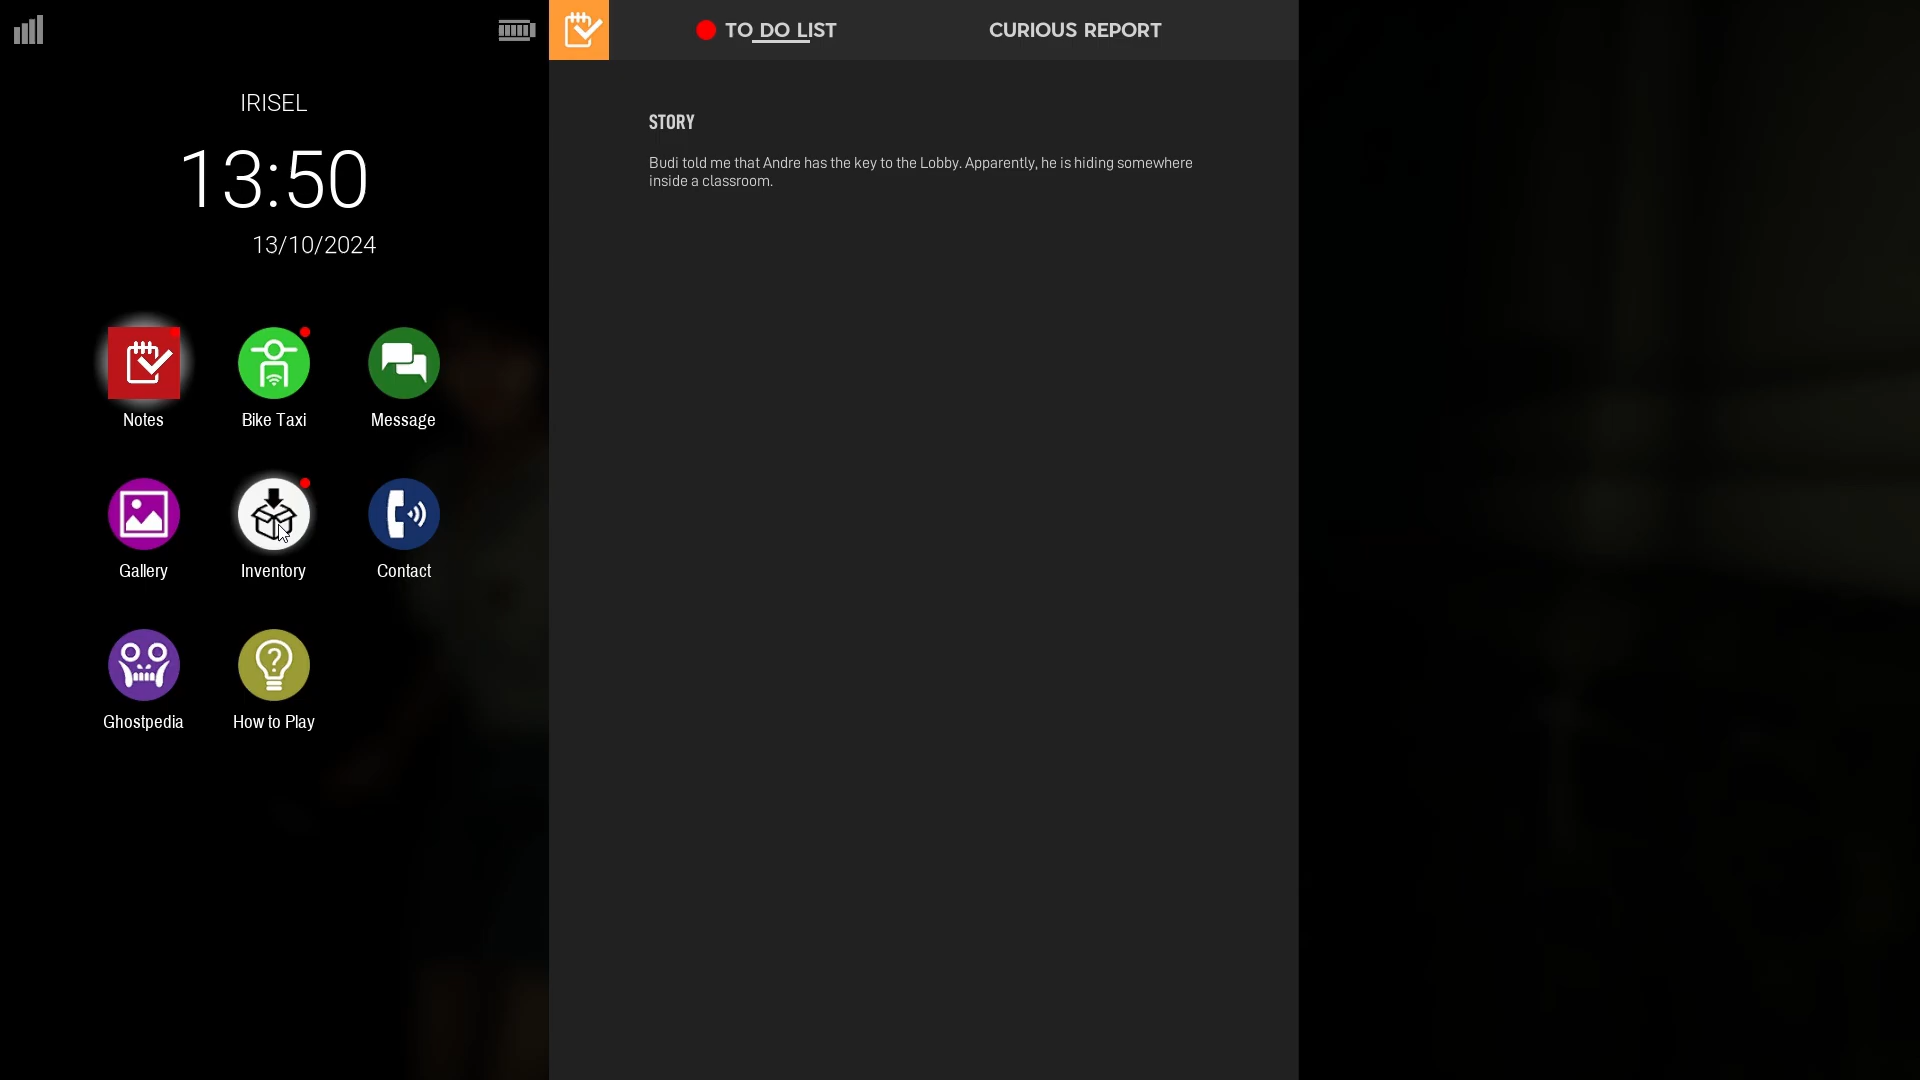 IRISEL
13:50
13/10/2024
Notes
Bike Taxi
Message
Gallery
Inventory
Contact
Ghostpedia
How to Play
TO DO LIST
CURIOUS REPORT
STORY
Budi told me that Andre has the key to the Lobby. Apparently, he is hiding somewhere
inside a classroom.